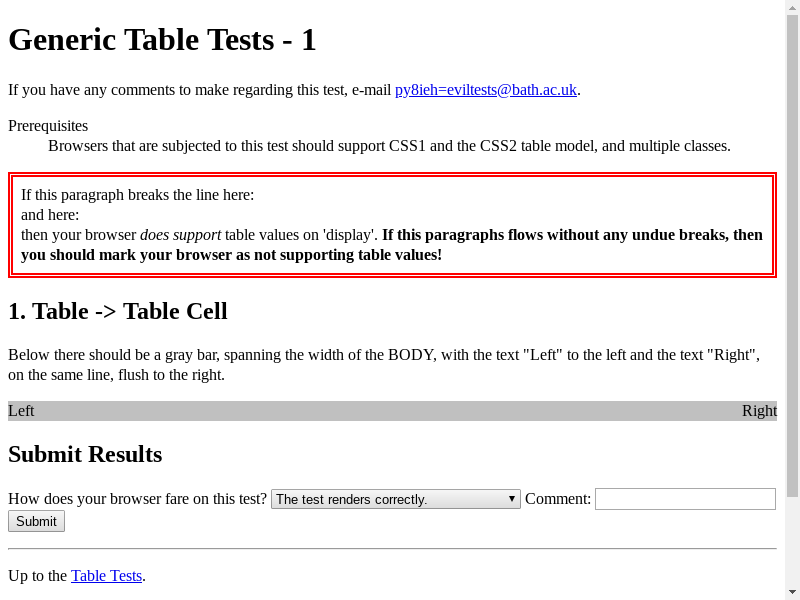 Generic Table Tests - 1
If you have any comments to make regarding this test, e-mail py8ieh=eviltests@bath.ac.uk.
Prerequisites
Browsers that are subjected to this test should support CSS1 and the CSS2 table model, and multiple classes.
If this paragraph breaks the line here:
and here:
then your browser does support table values on 'display'. If this paragraphs flows without any undue breaks, then
you should mark your browser as not supporting table values!
1. Table -> Table Cell
Below there should be a gray bar, spanning the width of the BODY, with the text "Left" to the left and the text "Right",
on the same line, flush to the right.
Left Right
Submit Results
How does your browser fare on this test? The test renders correctly. Comment:
Submit
Up to the Table Tests.